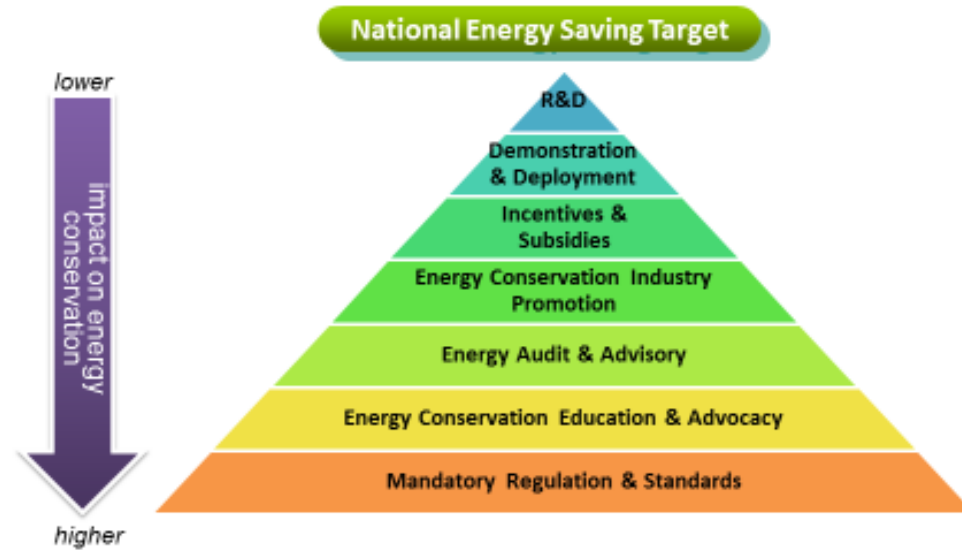 National Energy Saving Target
lower
impact on energy
conservation
higher
R&D
Demonstration
& Deployment
Incentives &
Subsidies
Energy Conservation Industry
Promotion
Energy Audit & Advisory
Energy Conservation Education & Advocacy
Mandatory Regulation & Standards